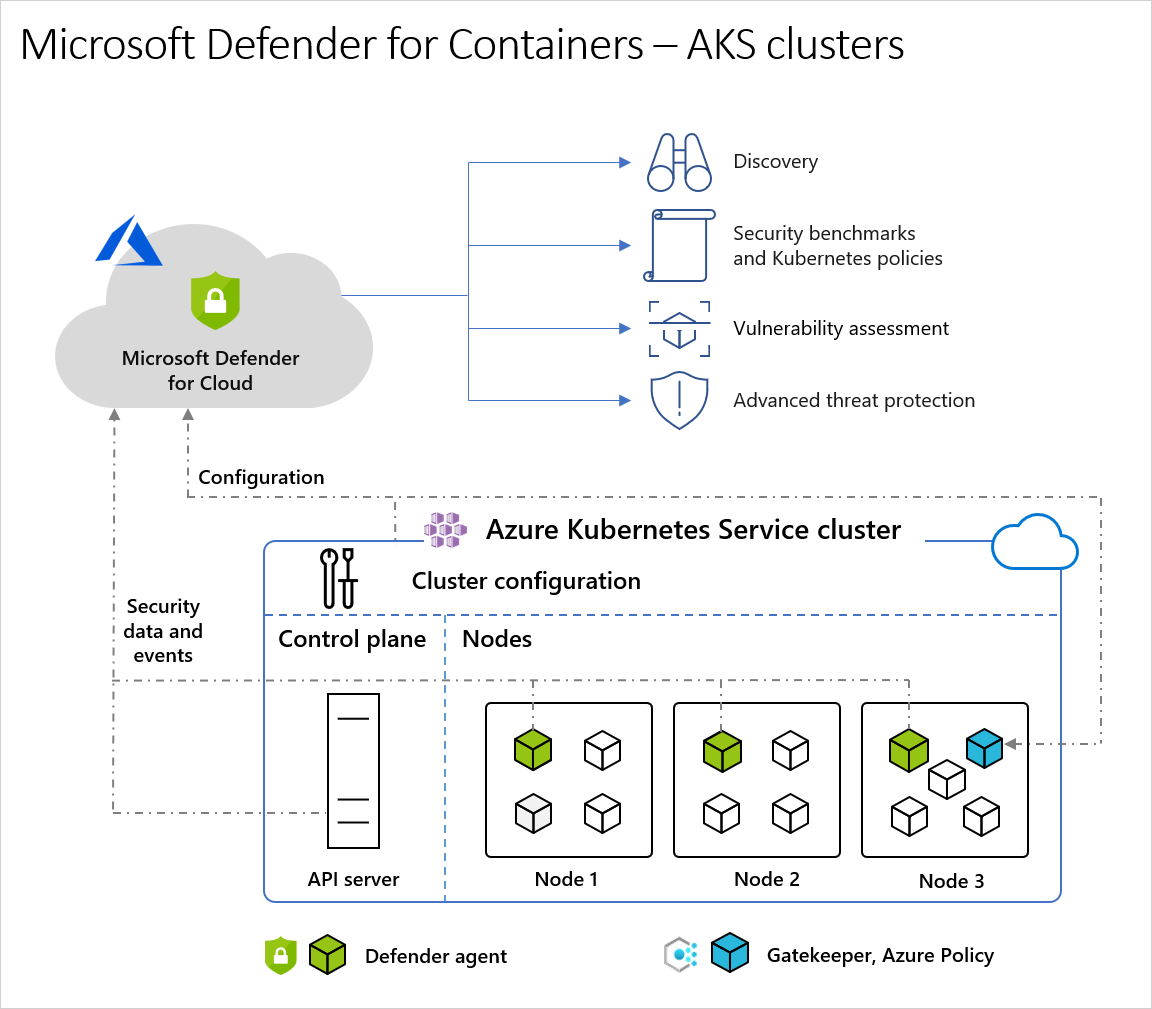 Microsoft Defender for Containers – AKS clusters
Discovery
Security benchmarks
and Kubernetes policies
Vulnerability assessment
Advanced threat protection
Microsoft Defender
for Cloud
Configuration
Azure Kubernetes Service cluster
Cluster configuration
Security
data and
events
Control plane
Nodes
API server
Node 1
Node 2
Node 3
Defender agent
Gatekeeper, Azure Policy